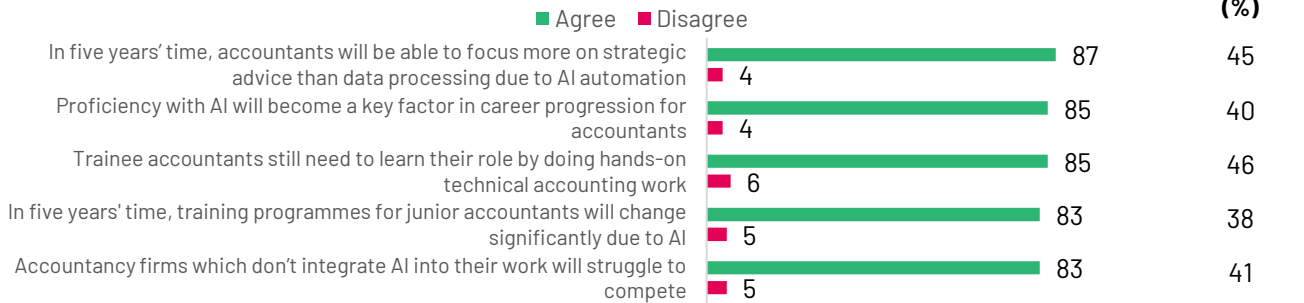 (%)
Agree Disagree
In five years’ time, accountants will be able to focus more on strategic 87 45
advice than data processing due to AI automation 4
Proficiency with AI will become a key factor in career progression for 85 40
accountants 4
Trainee accountants still need to learn their role by doing hands-on 85 46
technical accounting work 6
In five years' time, training programmes for junior accountants will change 83 38
significantly due to AI 5
Accountancy firms which don’t integrate AI into their work will struggle to 83 41
compete 5